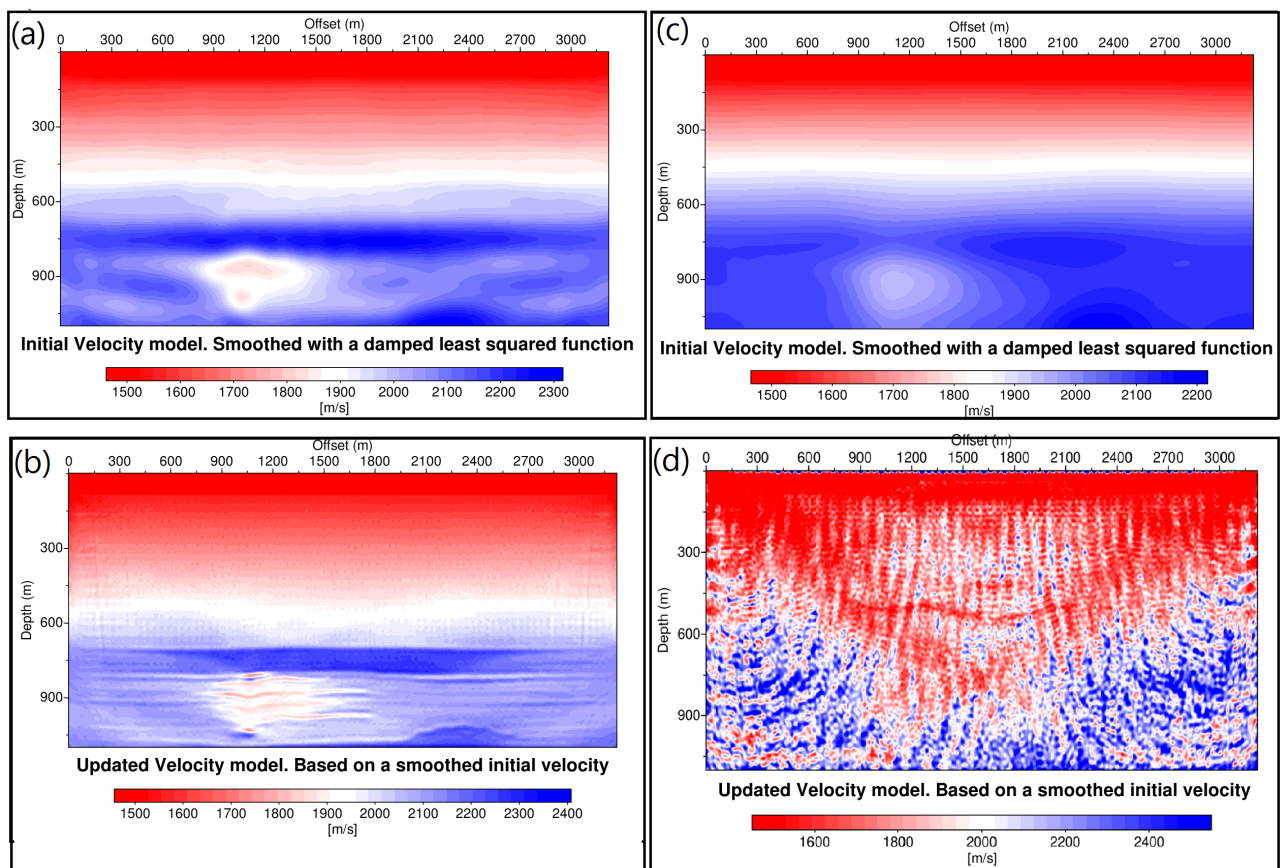 (a)
Offset (m)
0 300 600 900 1200 1500 1800 2100 2400 2700 3000
Depth (m)
300
600
900
Initial Velocity model. Smoothed with a damped least squared function
1500 1600 1700 1800 1900 2000 2100 2200 2300
[m/s]
(c)
Offset (m)
0 300 600 900 1200 1500 1800 2100 2400 2700 3000
Depth (m)
300
600
900
Initial Velocity model. Smoothed with a damped least squared function
1500 1600 1700 1800 1900 2000 2100 2200
[m/s]
(b)
Offset (m)
0 300 600 900 1200 1500 1800 2100 2400 2700 3000
Depth (m)
300
600
900
Updated Velocity model. Based on a smoothed initial velocity
1500 1600 1700 1800 1900 2000 2100 2200 2300 2400
[m/s]
(d)
Offset (m)
0 300 600 900 1200 1500 1800 2100 2400 2700 3000
Depth (m)
300
600
900
Updated Velocity model. Based on a smoothed initial velocity
1600 1800 2000 2200 2400
[m/s]